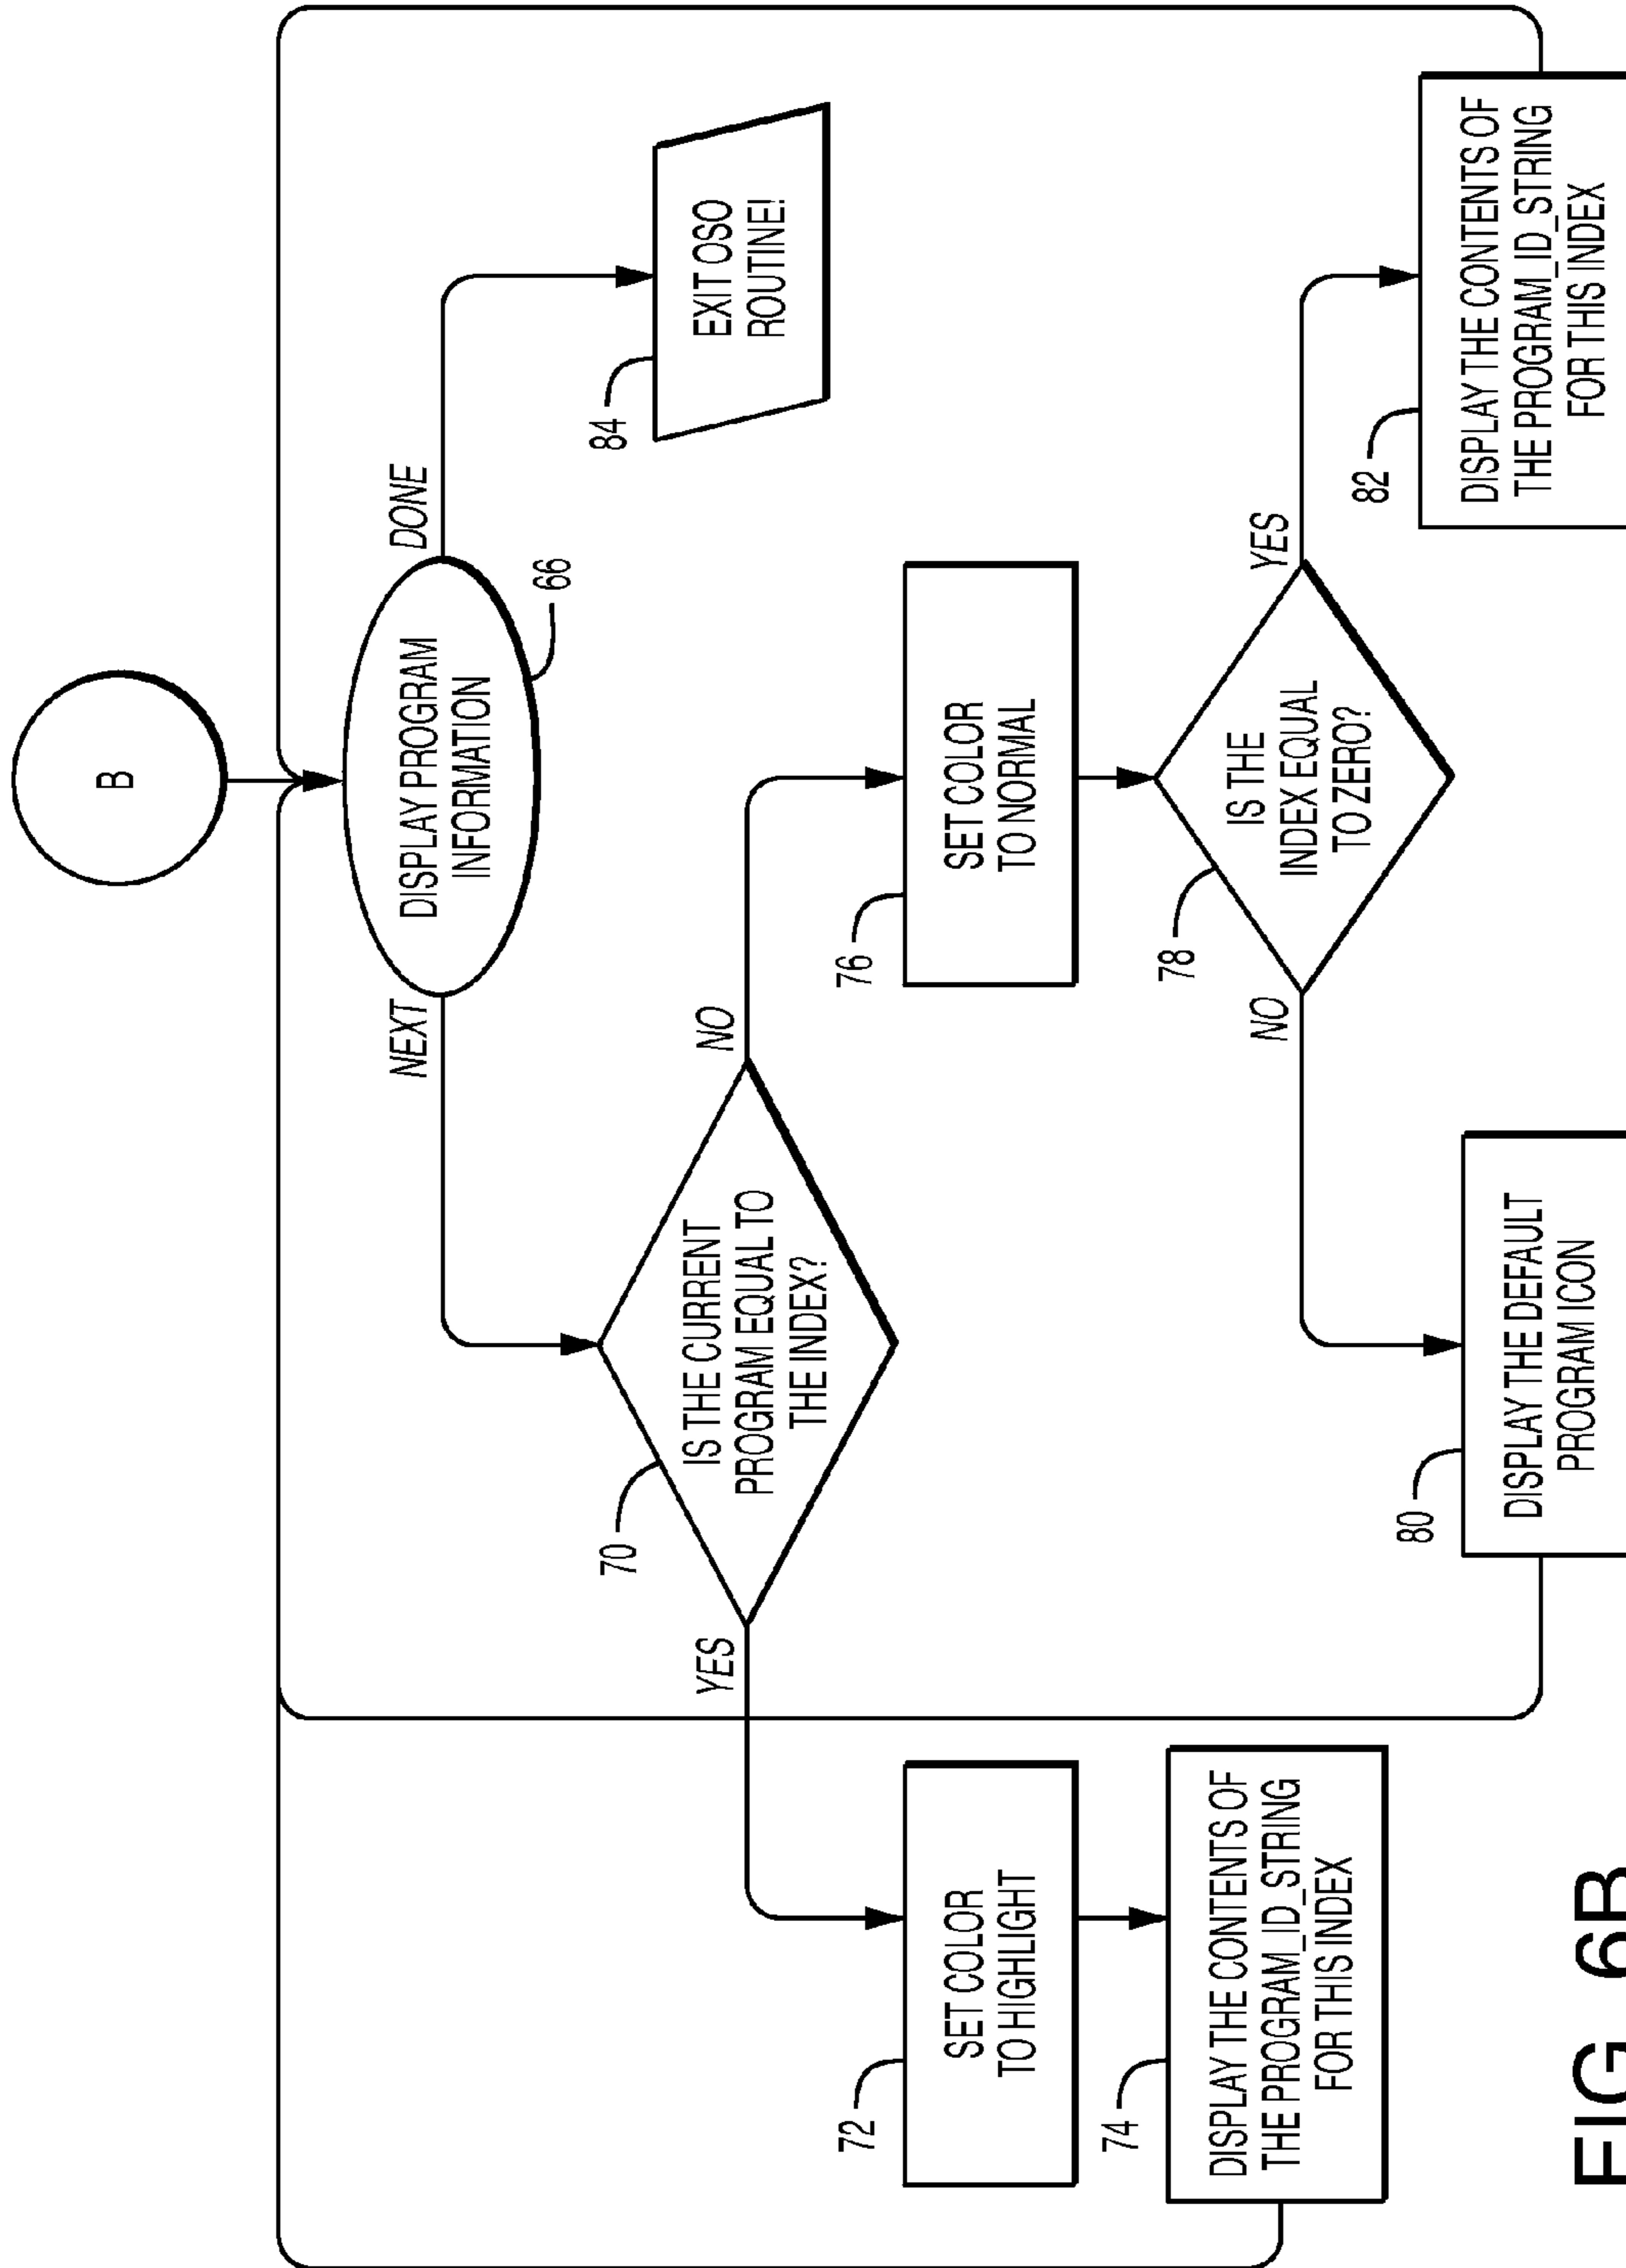 B
DISPLAY PROGRAM
INFORMATION
66
NEXT
DONE
84
EXIT OSO
ROUTINE!
70
IS THE CURRENT
PROGRAM EQUAL TO
THE INDEX?
YES
NO
72
SET COLOR
TO HIGHLIGHT
76
SET COLOR
TO NORMAL
74
DISPLAY THE CONTENTS OF
THE PROGRAM_ID_STRING
FOR THIS INDEX
78
IS THE
INDEX EQUAL
TO ZERO?
NO
YES
80
DISPLAY THE DEFAULT
PROGRAM ICON
82
DISPLAY THE CONTENTS OF
THE PROGRAM_ID_STRING
FOR THIS INDEX
FIG 6B